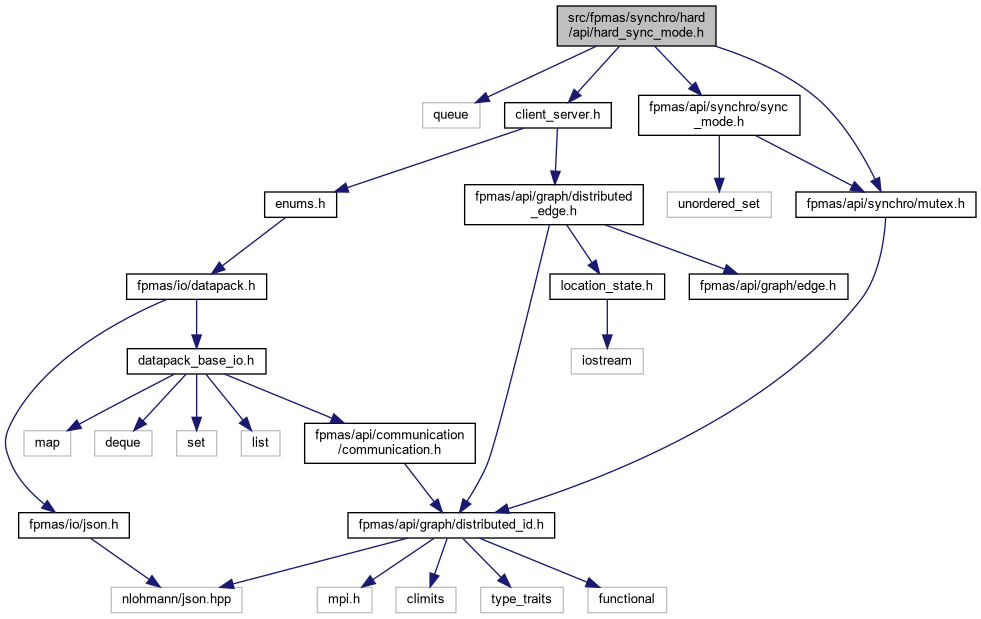 src/fpmas/synchro/hard
/api/hard_sync_mode.h
queue
client_server.h
fpmas/api/synchro/sync
_mode.h
enums.h
fpmas/api/graph/distributed
_edge.h
unordered_set
fpmas/api/synchro/mutex.h
fpmas/io/datapack.h
location_state.h
fpmas/api/graph/edge.h
datapack_base_io.h
iostream
map
deque
set
list
fpmas/api/communication
/communication.h
fpmas/io/json.h
fpmas/api/graph/distributed_id.h
nlohmann/json.hpp
mpi.h
climits
type_traits
functional